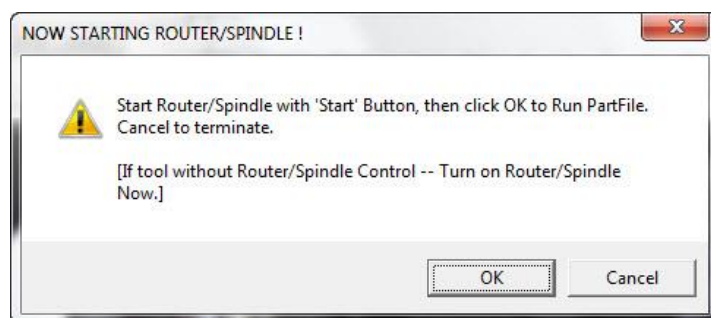 NOW STARTING ROUTER/SPINDLE !
Start Router/Spindle with 'Start' Button, then click OK to Run PartFile.
Cancel to terminate.
[If tool without Router/Spindle Control -- Turn on Router/Spindle
Now.]
OK
Cancel